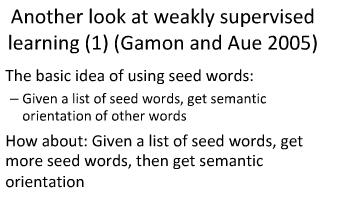 Another look at weakly supervised
learning (1) (Gamon and Aue 2005)
The basic idea of using seed words:
– Given a list of seed words, get semantic
orientation of other words
How about: Given a list of seed words, get
more seed words, then get semantic
orientation